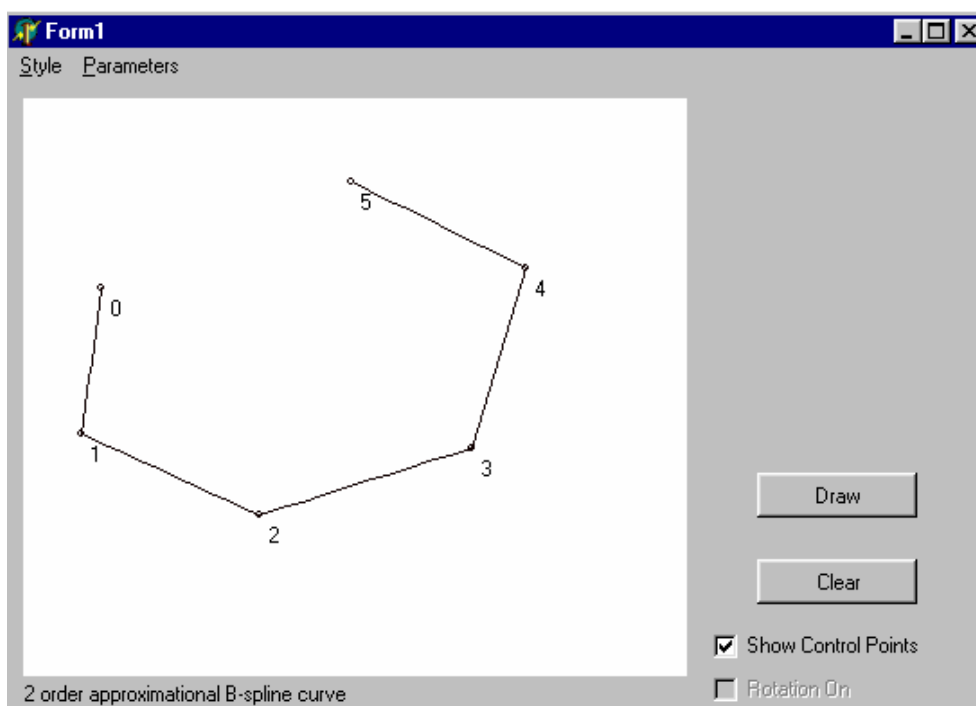 Form1
Style Parameters
5
4
0
1
3
2
Draw
Clear
Show Control Points
Rotation On
2 order approximational B-spline curve